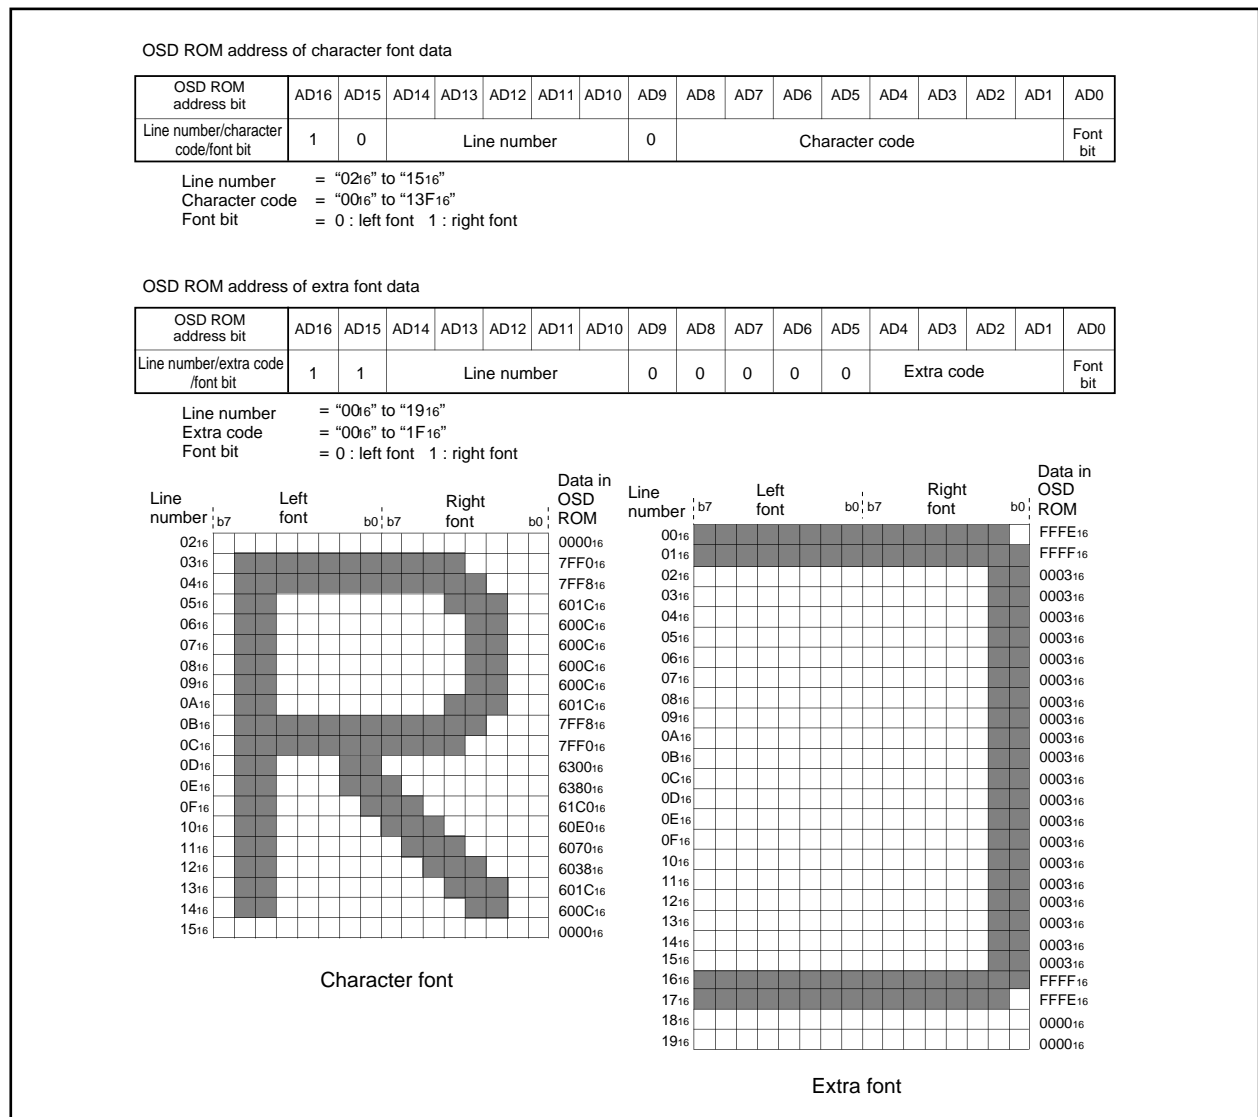 OSD ROM address of character font data
OSD ROM address bit AD16 AD15 AD14 AD13 AD12 AD11 AD10 AD9 AD8 AD7 AD6 AD5 AD4 AD3 AD2 AD1 AD0
Line number/character code/font bit 1 0 Line number 0 Character code Font bit
Line number = “0216” to “1516”
Character code = “0016” to “13F16”
Font bit = 0 : left font 1 : right font
OSD ROM address of extra font data
OSD ROM address bit AD16 AD15 AD14 AD13 AD12 AD11 AD10 AD9 AD8 AD7 AD6 AD5 AD4 AD3 AD2 AD1 AD0
Line number/extra code /font bit 1 1 Line number 0 0 0 0 0 Extra code Font bit
Line number = “0016” to “1916”
Extra code = “0016” to “1F16”
Font bit = 0 : left font 1 : right font
Line number b7 Left font b0 b7 Right font b0 Data in OSD ROM
0216 000016
0316 7FF016
0416 7FF816
0516 601C16
0616 600C16
0716 600C16
0816 600C16
0916 600C16
0A16 601C16
0B16 7FF816
0C16 7FF016
0D16 630016
0E16 638016
0F16 61C016
1016 60E016
1116 607016
1216 603816
1316 601C16
1416 600C16
1516 000016
Character font
Line number b7 Left font b0 b7 Right font b0 Data in OSD ROM
0016 FFFE16
0116 FFFF16
0216 000316
0316 000316
0416 000316
0516 000316
0616 000316
0716 000316
0816 000316
0916 000316
0A16 000316
0B16 000316
0C16 000316
0D16 000316
0E16 000316
0F16 000316
1016 000316
1116 000316
1216 000316
1316 000316
1416 000316
1516 000316
1616 FFFF16
1716 FFFE16
1816 000016
1916 000016
Extra font